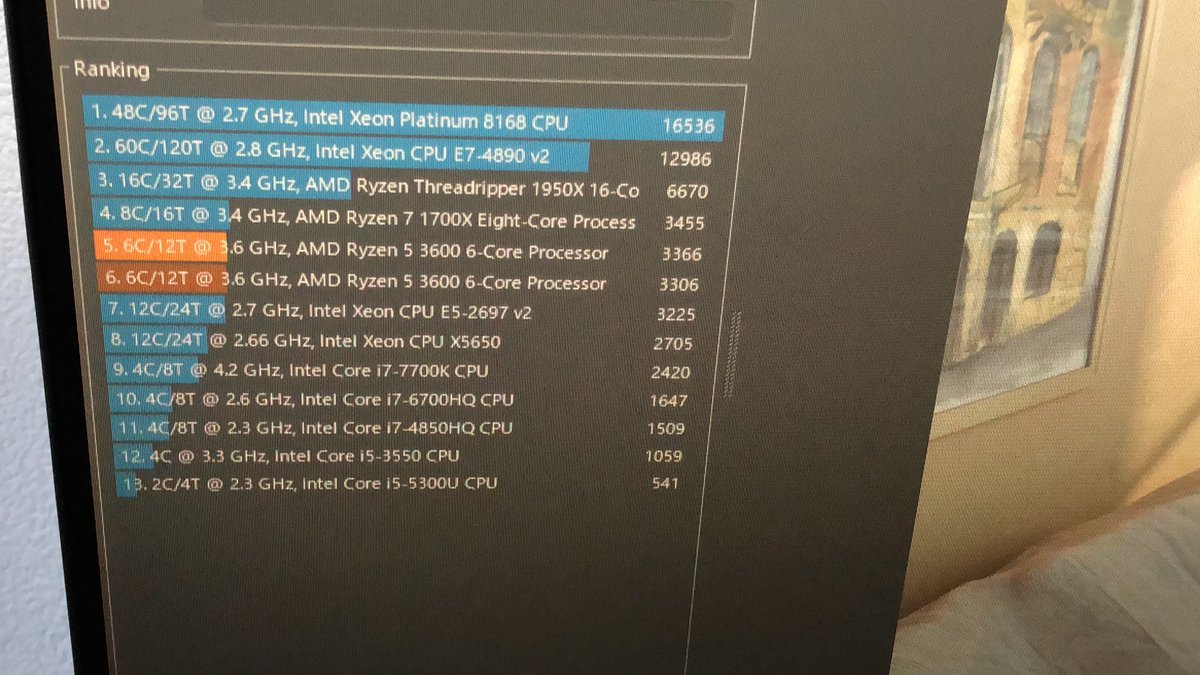 Info
Ranking
1. 48C/96T @ 2.7 GHz, Intel Xeon Platinum 8168 CPU 16536
2. 60C/120T @ 2.8 GHz, Intel Xeon CPU E7-4890 v2 12986
3. 16C/32T @ 3.4 GHz, AMD Ryzen Threadripper 1950X 16-Co 6670
4. 8C/16T @ 3.4 GHz, AMD Ryzen 7 1700X Eight-Core Process 3455
5. 6C/12T @ 3.6 GHz, AMD Ryzen 5 3600 6-Core Processor 3366
6. 6C/12T @ 3.6 GHz, AMD Ryzen 5 3600 6-Core Processor 3306
7. 12C/24T @ 2.7 GHz, Intel Xeon CPU E5-2697 v2 3225
8. 12C/24T @ 2.66 GHz, Intel Xeon CPU X5650 2705
9. 4C/8T @ 4.2 GHz, Intel Core i7-7700K CPU 2420
10. 4C/8T @ 2.6 GHz, Intel Core i7-6700HQ CPU 1647
11. 4C/8T @ 2.3 GHz, Intel Core i7-4850HQ CPU 1509
12. 4C @ 3.3 GHz, Intel Core i5-3550 CPU 1059
13. 2C/4T @ 2.3 GHz, Intel Core i5-5300U CPU 541